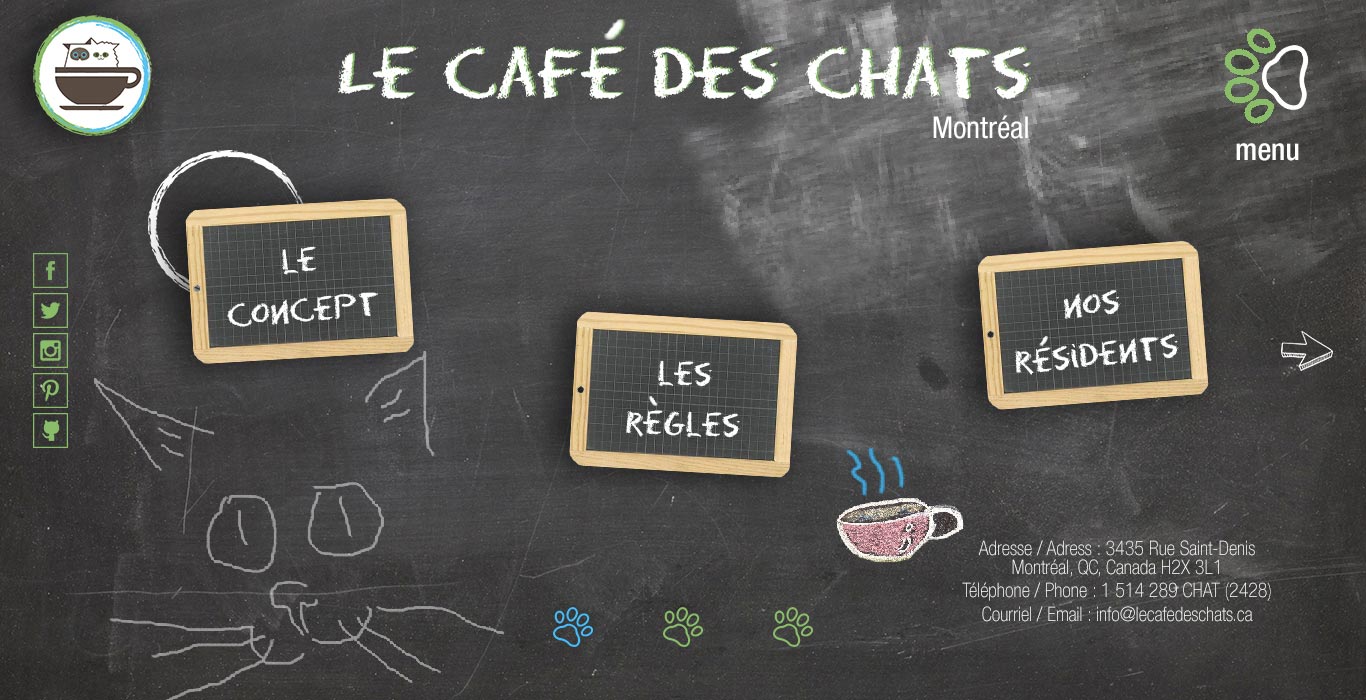 LE CAFÉ DES CHATS
Montréal
menu
LE
CONCEPT
LES
RÈGLES
NOS
RÉSIDENTS
Adresse / Adress : 3435 Rue Saint-Denis
Montréal, QC, Canada H2X 3L1
Téléphone / Phone : 1 514 289 CHAT (2428)
Courriel / Email : info@lecafedeschats.ca